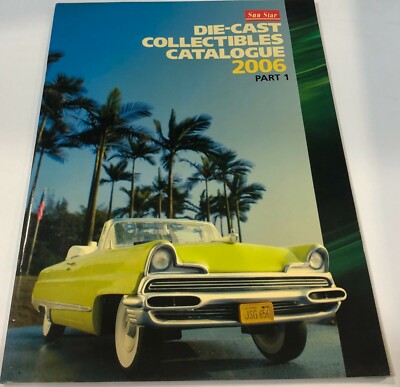 Sun Star
DIE-CAST
COLLECTIBLES
CATALOGUE
2006
PART 1